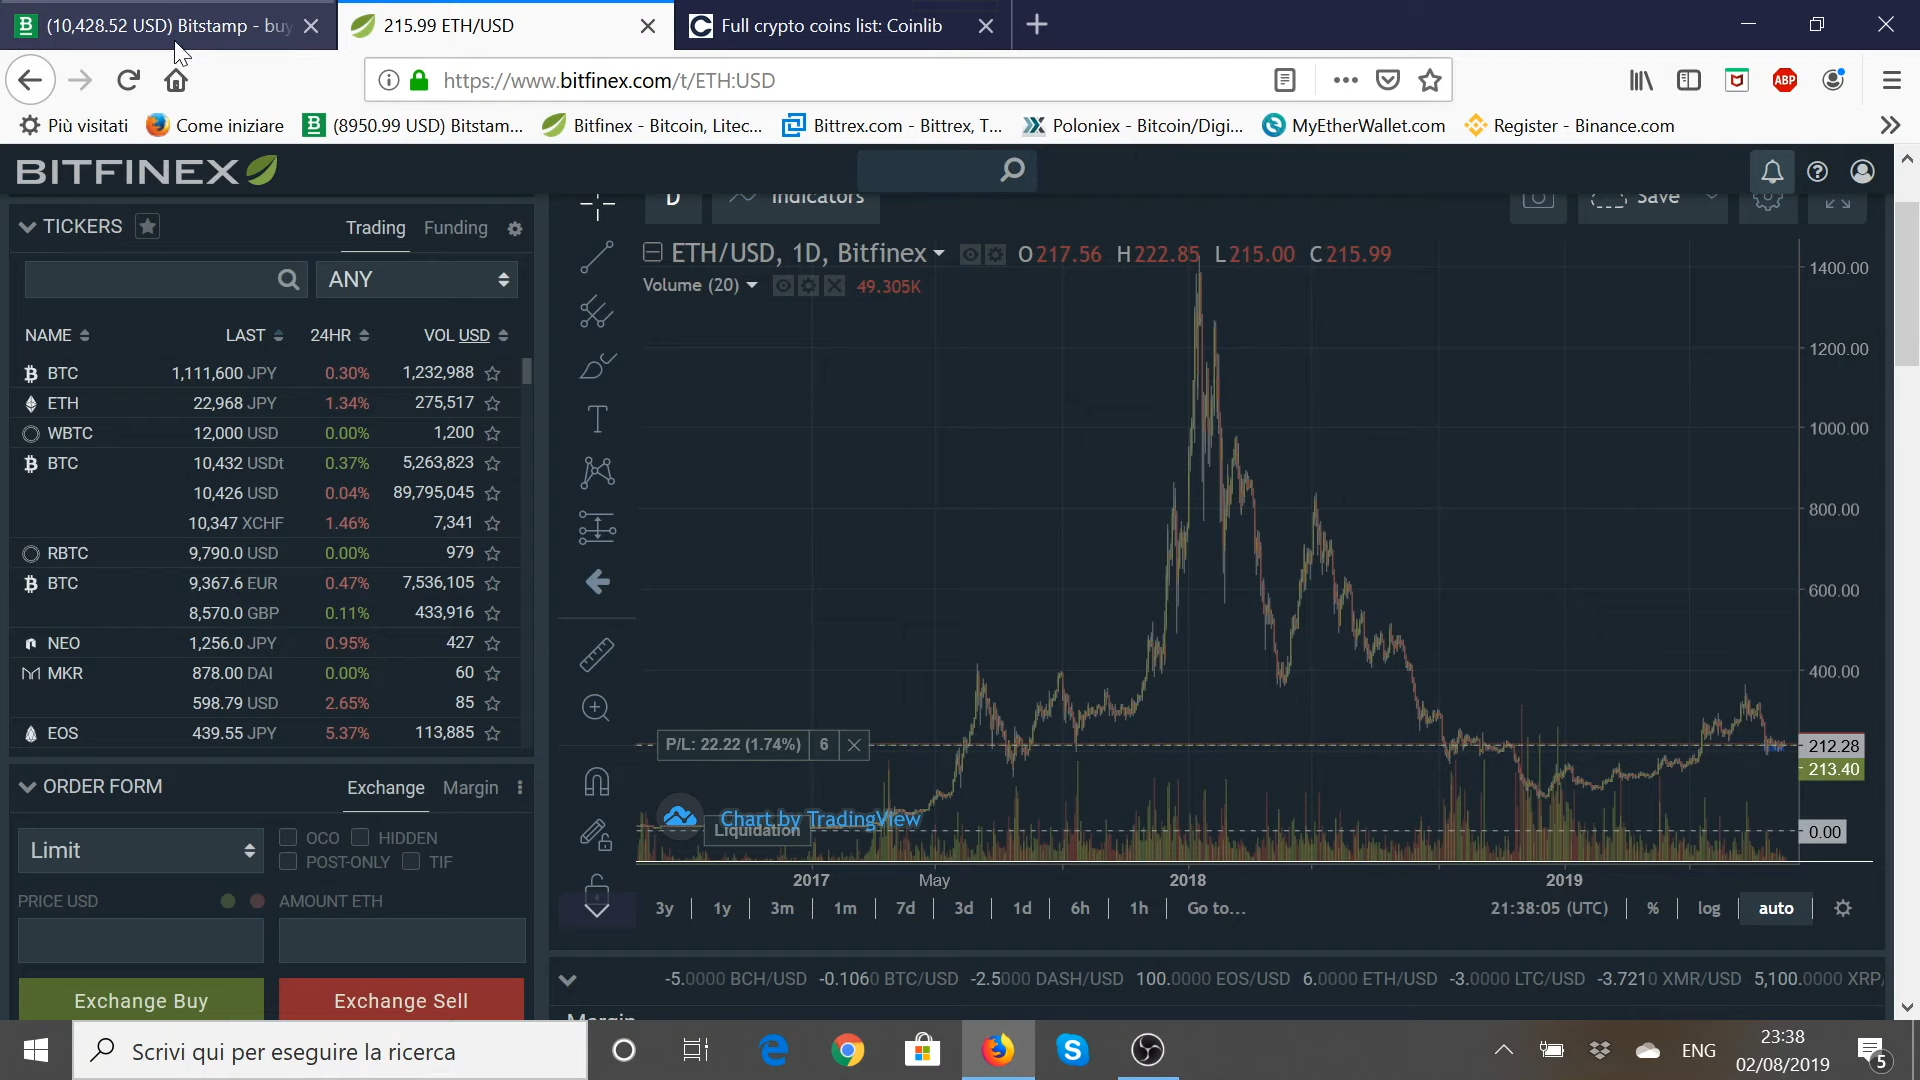 (10,428.52 USD) Bitstamp - buy
215.99 ETH/USD
Full crypto coins list: Coinlib
https://www.bitfinex.com/t/ETH:USD
ABP
Più visitati
Come iniziare
(8950.99 USD) Bitstam...
Bitfinex - Bitcoin, Litec...
Bittrex.com - Bittrex, T...
Poloniex - Bitcoin/Digi...
MyEtherWallet.com
Register - Binance.com
BITFINEX
TICKERS
Trading Funding
ANY
NAME LAST 24HR VOL USD
BTC 1,111,600 JPY 0.30% 1,232,988
ETH 22,968 JPY 1.34% 275,517
WBTC 12,000 USD 0.00% 1,200
BTC 10,432 USDt 0.37% 5,263,823
10,426 USD 0.04% 89,795,045
10,347 XCHF 1.46% 7,341
RBTC 9,790.0 USD 0.00% 979
BTC 9,367.6 EUR 0.47% 7,536,105
8,570.0 GBP 0.11% 433,916
NEO 1,256.0 JPY 0.95% 427
MKR 878.00 DAI 0.00% 60
598.79 USD 2.65% 85
EOS 439.55 JPY 5.37% 113,885
ORDER FORM
Exchange Margin
Limit
OCO HIDDEN
POST-ONLY TIF
PRICE USD
AMOUNT ETH
Exchange Buy
Exchange Sell
D
Indicators
Save
ETH/USD, 1D, Bitfinex O217.56 H222.85 L215.00 C215.99
Volume (20) 49.305K
1400.00
1200.00
1000.00
800.00
600.00
400.00
P/L: 22.22 (1.74%) 6
212.28
213.40
Chart by TradingView
Liquidation
0.00
2017 May 2018 2019
3y 1y 3m 1m 7d 3d 1d 6h 1h Go to...
21:38:05 (UTC) % log auto
-5.0000 BCH/USD -0.1060 BTC/USD -2.5000 DASH/USD 100.0000 EOS/USD 6.0000 ETH/USD -3.0000 LTC/USD -3.7210 XMR/USD 5,100.0000 XRP/
Margin
Scrivi qui per eseguire la ricerca
ENG
23:38
02/08/2019
5